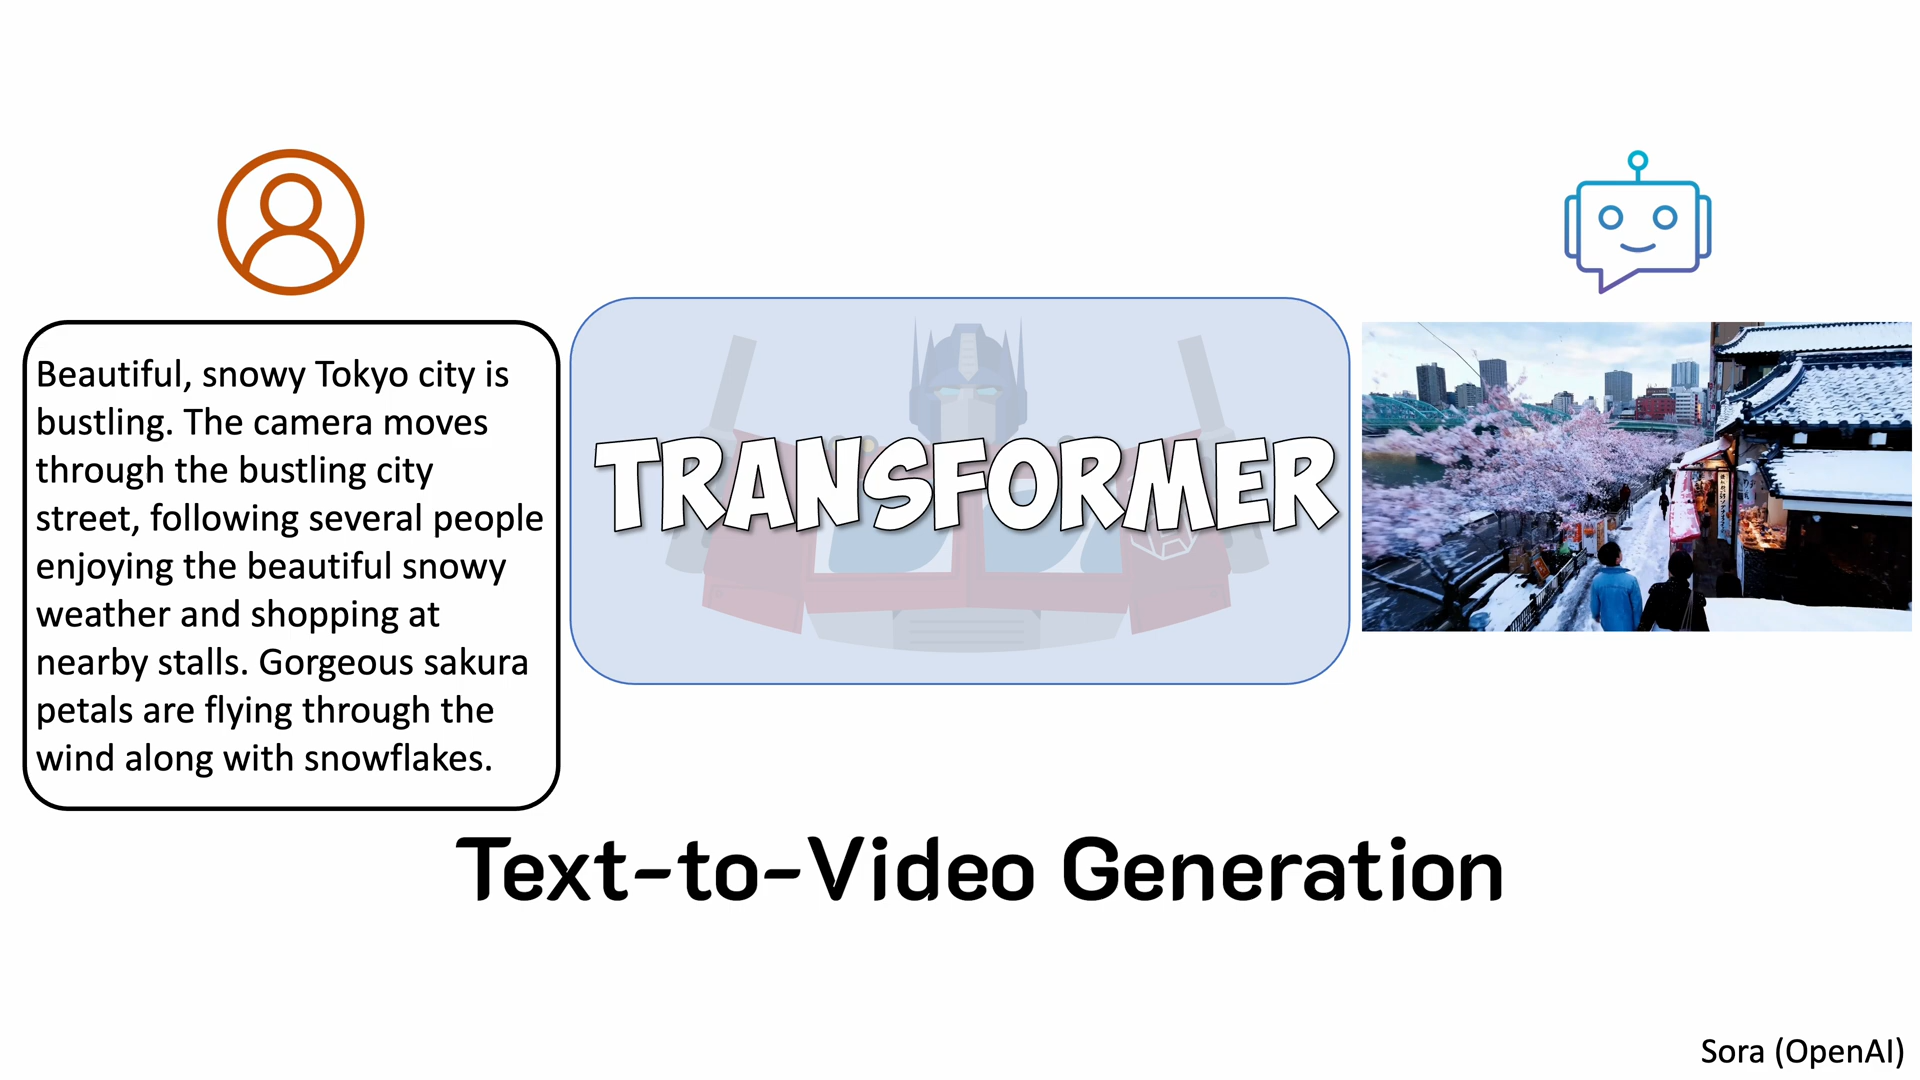 Beautiful, snowy Tokyo city is
bustling. The camera moves
through the bustling city
street, following several people
enjoying the beautiful snowy
weather and shopping at
nearby stalls. Gorgeous sakura
petals are flying through the
wind along with snowflakes.
TRANSFORMER
Text-to-Video Generation
Sora (OpenAI)